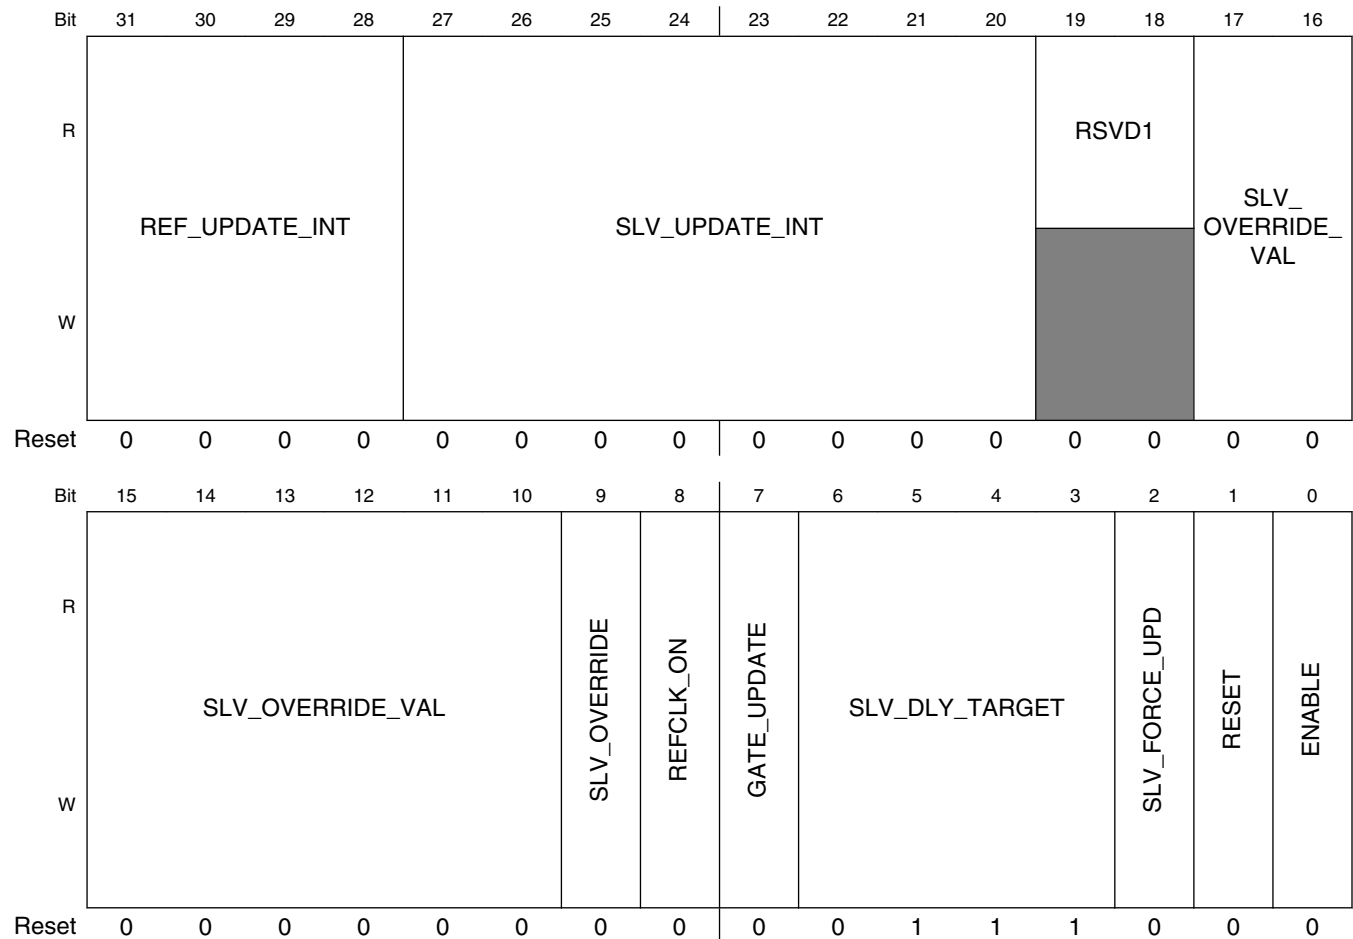 Bit 31 30 29 28 27 26 25 24 23 22 21 20 19 18 17 16
R
RSVD1
REF_UPDATE_INT
SLV_UPDATE_INT
SLV_
OVERRIDE_
VAL
W
Reset 0 0 0 0 0 0 0 0 0 0 0 0 0 0 0 0
Bit 15 14 13 12 11 10 9 8 7 6 5 4 3 2 1 0
R
SLV_OVERRIDE_VAL
SLV_OVERRIDE
REFCLK_ON
GATE_UPDATE
SLV_DLY_TARGET
SLV_FORCE_UPD
RESET
ENABLE
W
Reset 0 0 0 0 0 0 0 0 0 0 1 1 1 0 0 0